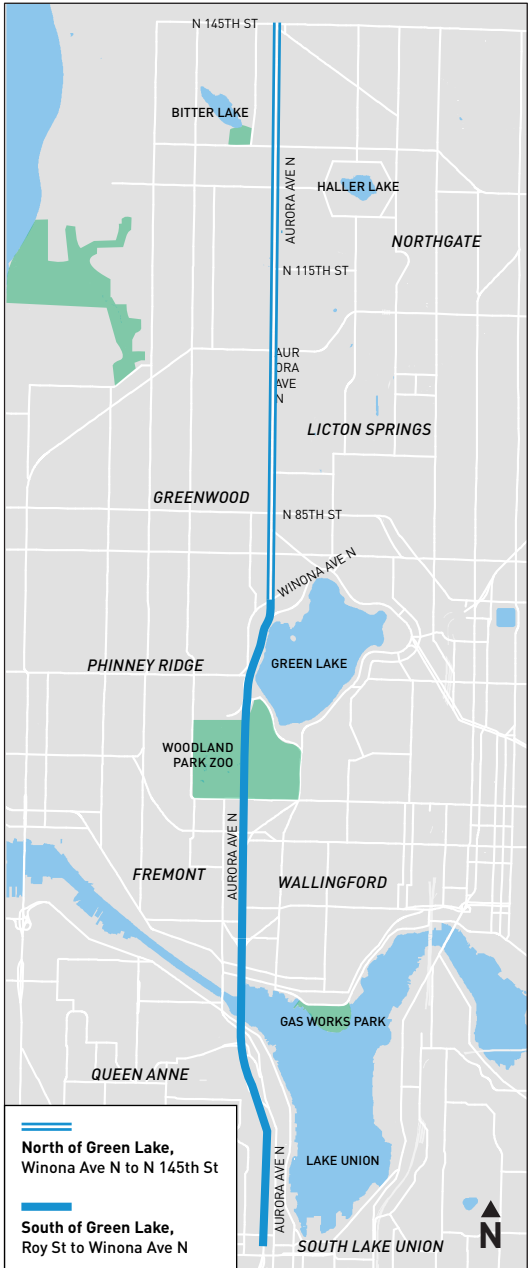 N 145TH ST
BITTER LAKE
HALLER LAKE
AURORA AVE N
NORTHGATE
N 115TH ST
AUR
ORA
AVE
N
LICTON SPRINGS
GREENWOOD
N 85TH ST
WINONA AVE N
PHINNEY RIDGE
GREEN LAKE
WOODLAND
PARK ZOO
AURORA AVE N
FREMONT
WALLINGFORD
GAS WORKS PARK
QUEEN ANNE
North of Green Lake,
Winona Ave N to N 145th St
South of Green Lake,
Roy St to Winona Ave N
LAKE UNION
AURORA AVE N
SOUTH LAKE UNION
N